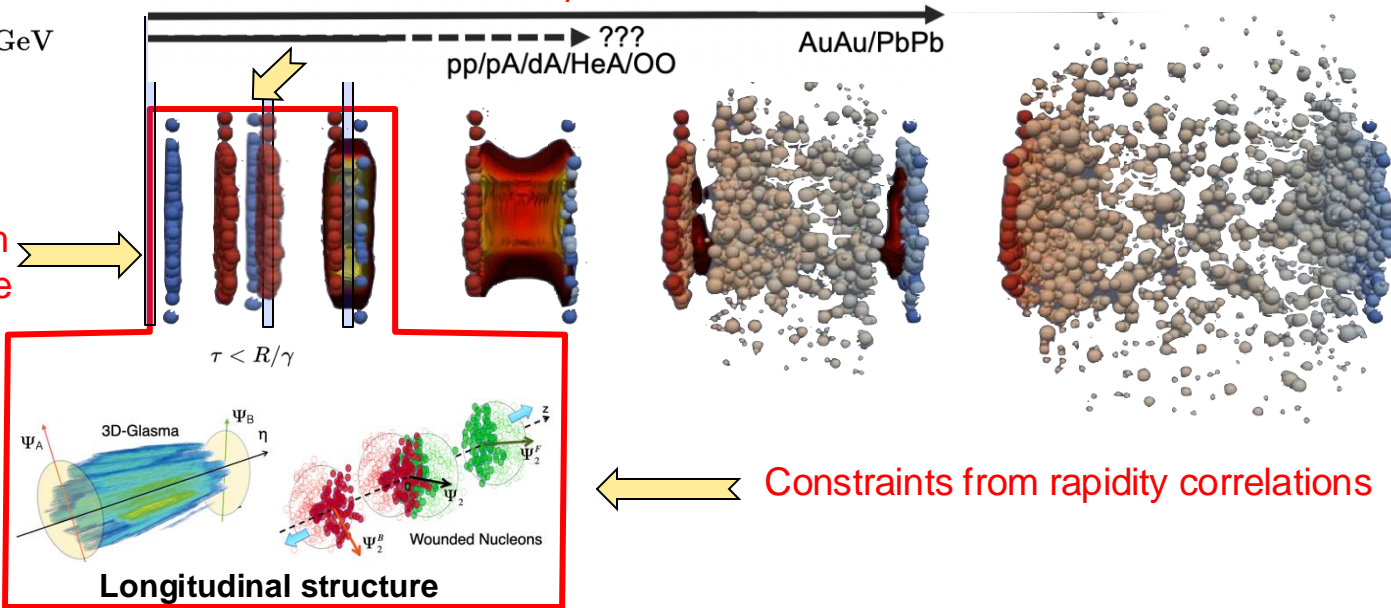 GeV
???
AuAu/PbPb
pp/pA/dA/HeA/OO
τ < R/γ
Ψ_A
3D-Glasma
Ψ_B
η
z
Ψ_2^F
Ψ_2
0
Ψ_2^B
Wounded Nucleons
Longitudinal structure
Constraints from rapidity correlations